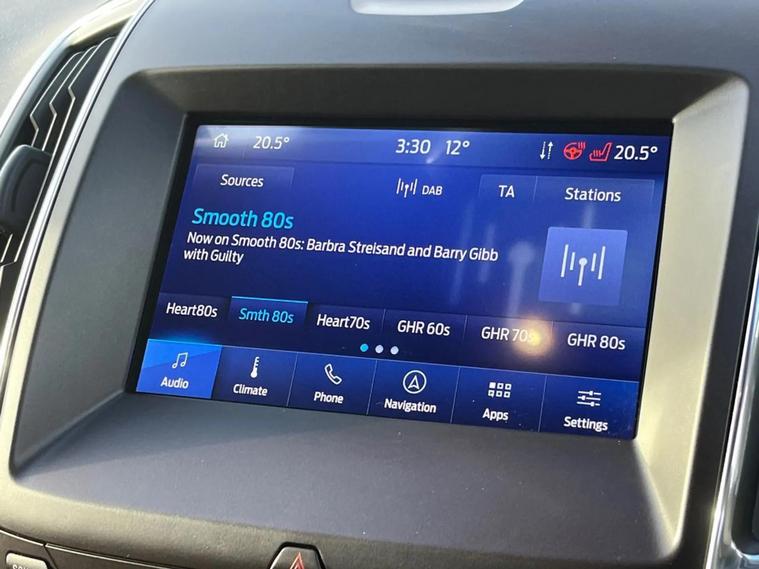 20.5° 3:30 12° 20.5°
Sources DAB TA Stations
Smooth 80s
Now on Smooth 80s: Barbra Streisand and Barry Gibb
with Guilty
Heart80s Smth 80s Heart70s GHR 60s GHR 70s GHR 80s
Audio Climate Phone Navigation Apps Settings